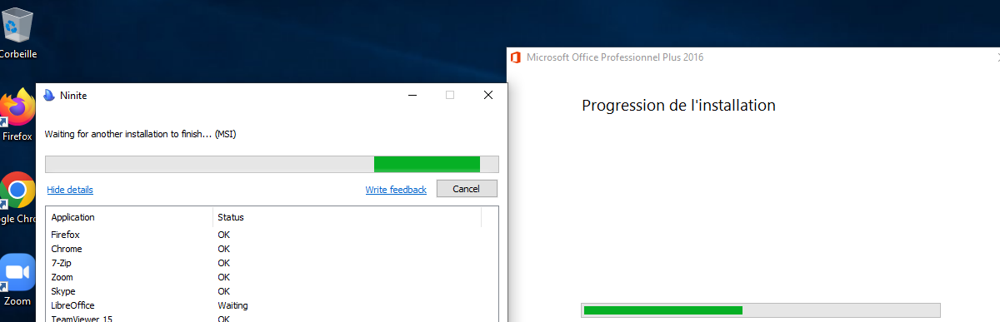 Corbeille
Firefox
gle Chro
Zoom
Ninite
Waiting for another installation to finish... (MSI)
Hide details
Write feedback
Cancel
Application Status
Firefox OK
Chrome OK
7-Zip OK
Zoom OK
Skype OK
LibreOffice Waiting
TeamViewer 15 OK
Microsoft Office Professionnel Plus 2016
Progression de l'installation